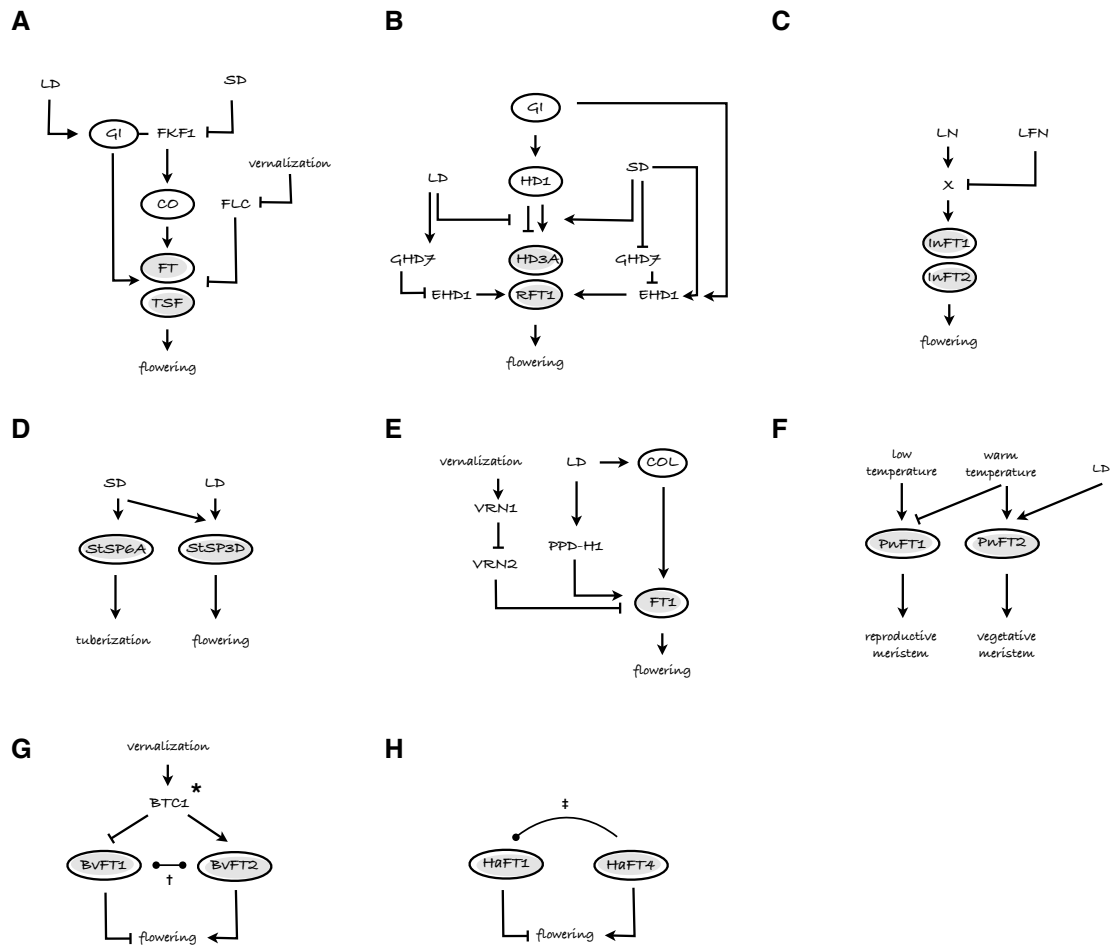 A
LD
SD
GI
FKF1
vernalization
CO
FLC
FT
TSF
flowering
B
GI
LD
HD1
SD
GHD7
HD3A
GHD7
EHD1
RFT1
EHD1
flowering
C
LN
LFN
X
InFT1
InFT2
flowering
D
SD
LD
StSP6A
StSP3D
tuberization
flowering
E
vernalization
LD
COL
VRN1
PPD-H1
VRN2
FT1
flowering
F
low
temperature
warm
temperature
LD
PnFT1
PnFT2
reproductive
meristem
vegetative
meristem
G
vernalization
BTC1 *
BvFT1
BvFT2
†
flowering
H
‡
HaFT1
HaFT4
flowering